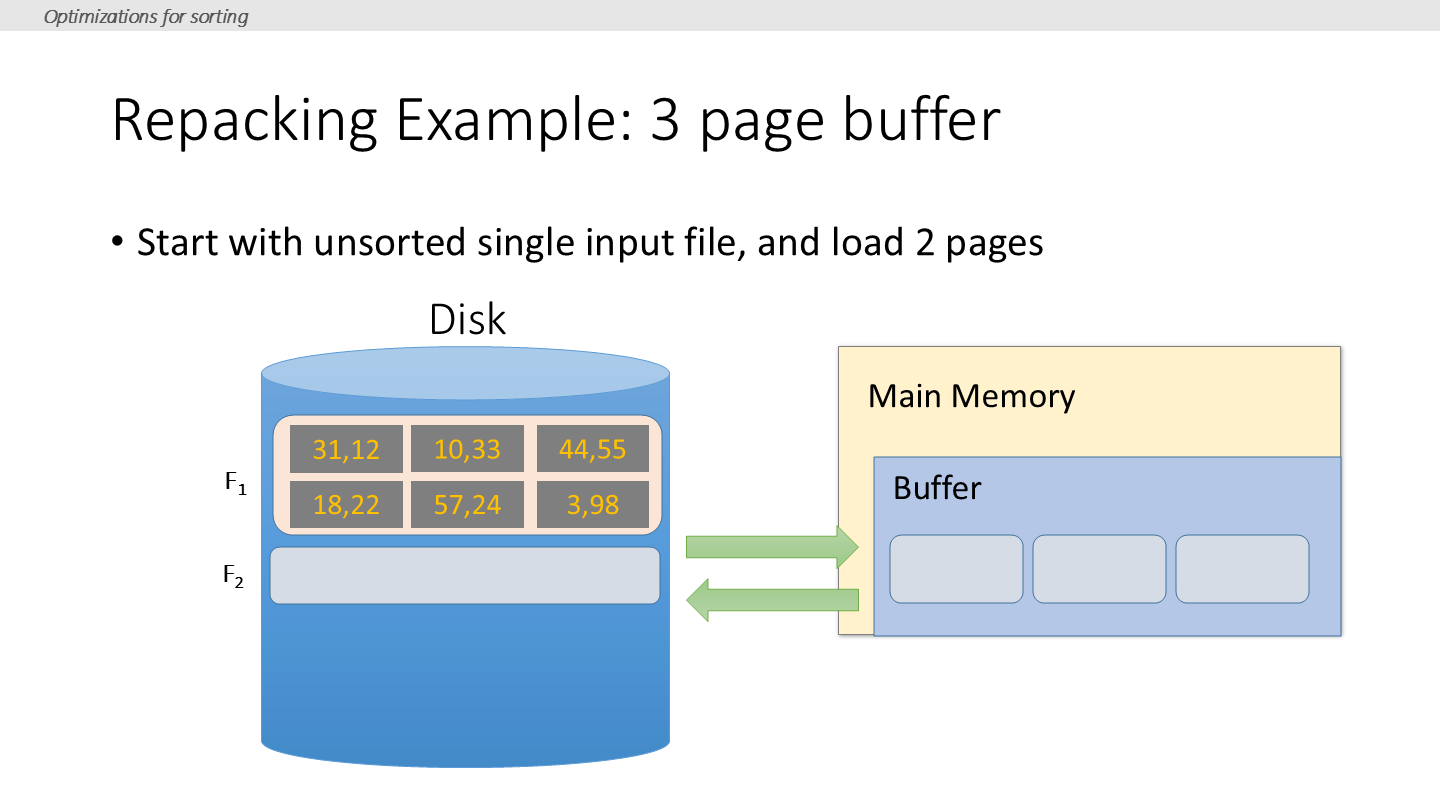 Optimizations for sorting
Repacking Example: 3 page buffer
• Start with unsorted single input file, and load 2 pages
Disk
Main Memory
31,12 10,33 44,55
F1
Buffer
18,22 57,24 3,98
F2